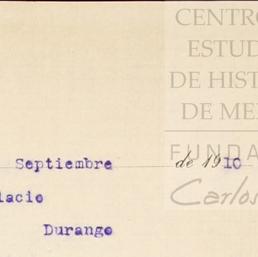 CENTRO
ESTUD
DE HIST
DE ME
FUNDA
Carlos
Septiembre de 1910
lacio
Durango